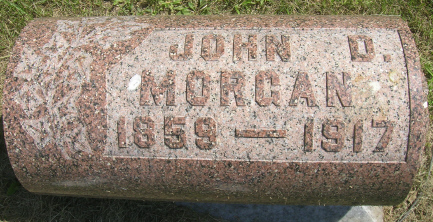 JOHN D.
MORGAN
1859 — 1917